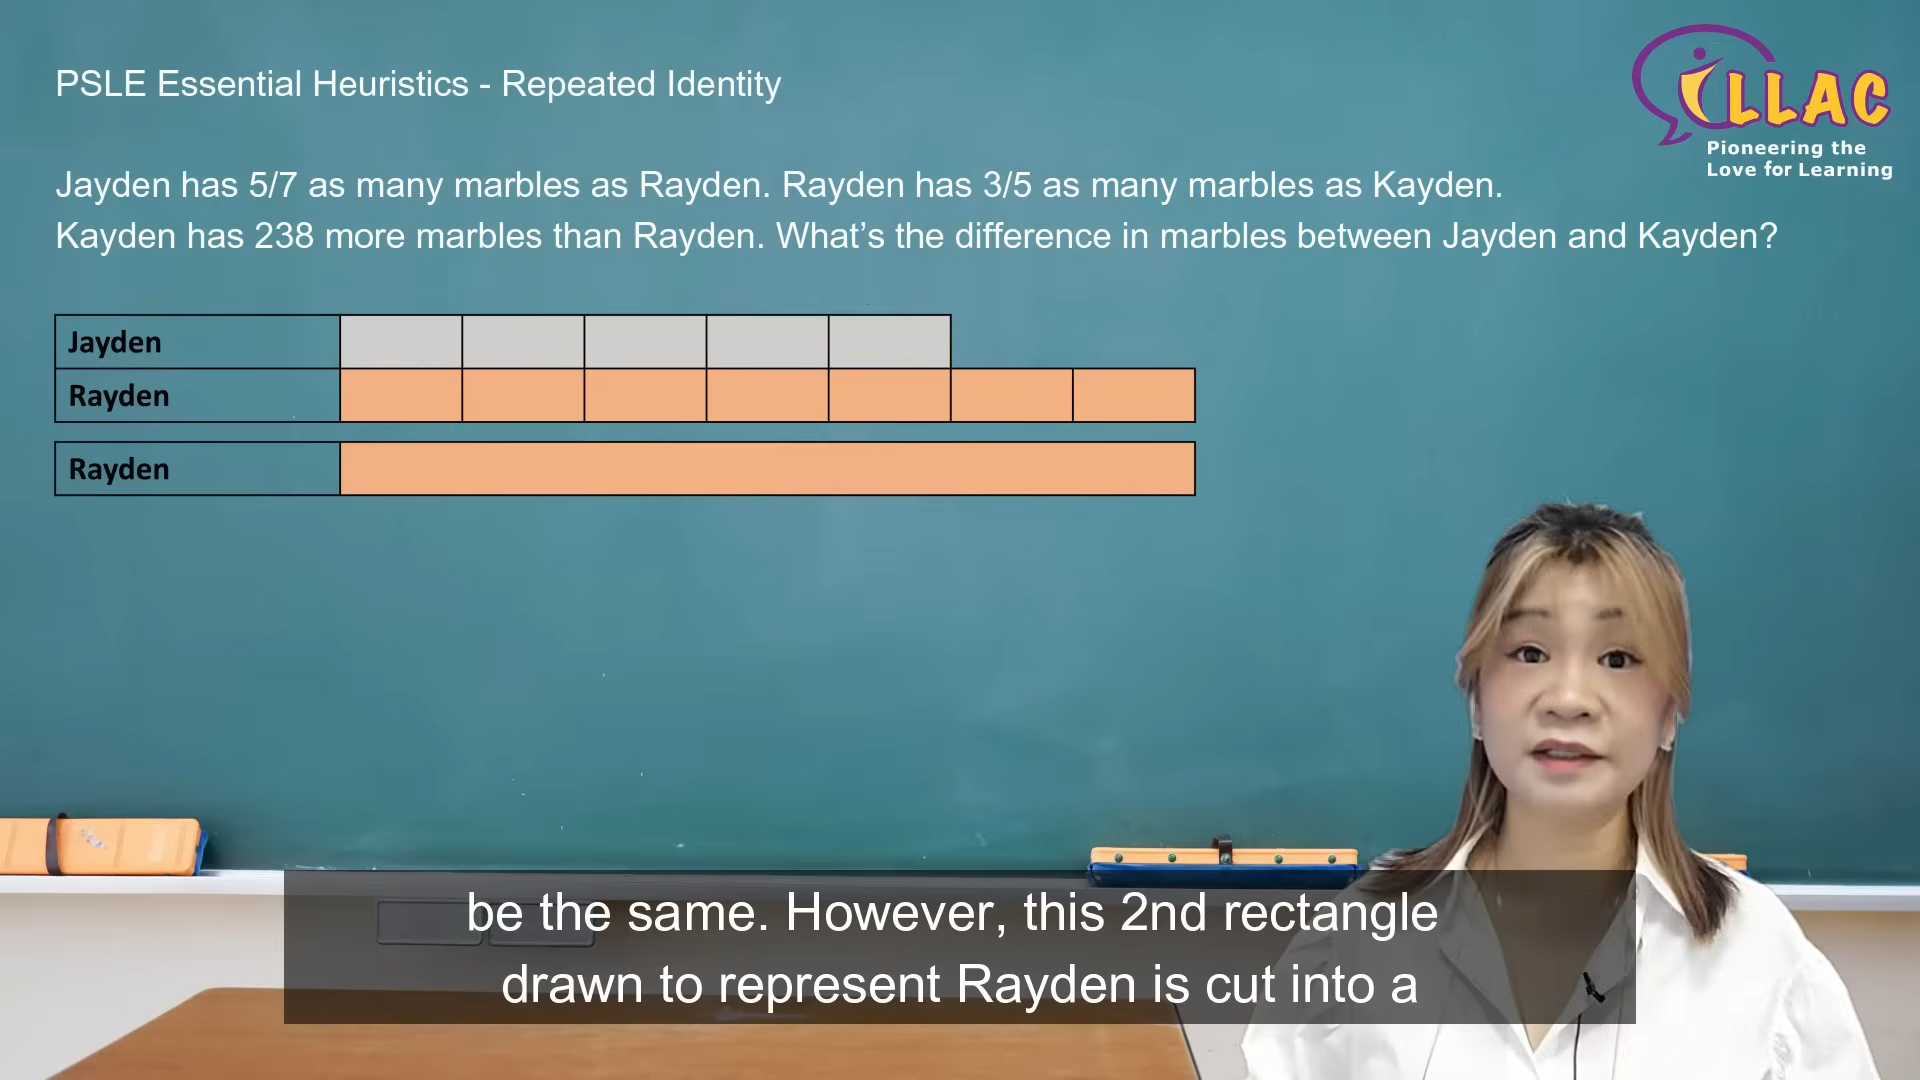 PSLE Essential Heuristics - Repeated Identity
iLLAC
Pioneering the
Love for Learning
Jayden has 5/7 as many marbles as Rayden. Rayden has 3/5 as many marbles as Kayden.
Kayden has 238 more marbles than Rayden. What’s the difference in marbles between Jayden and Kayden?
Jayden
Rayden
Rayden
be the same. However, this 2nd rectangle
drawn to represent Rayden is cut into a